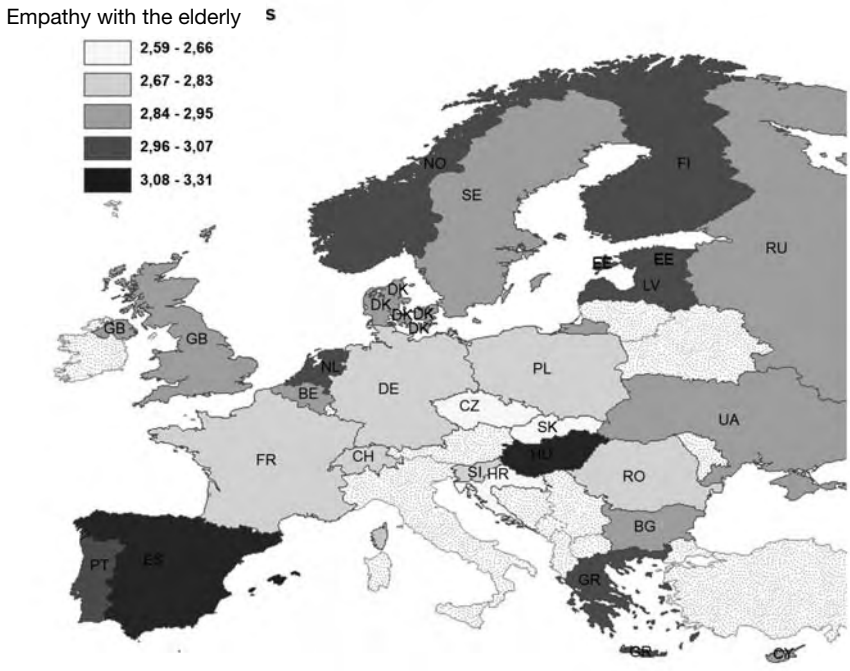 Empathy with the elderly s
2,59 - 2,66
2,67 - 2,83
2,84 - 2,95
2,96 - 3,07
3,08 - 3,31
NO
FI
SE
RU
EE EE
LV
DK
DK
DK DK
DK
GB
GB
NL
PL
DE
BE
CZ
UA
SK
HU
FR
CH
SI HR
RO
BG
PT
ES
GR
GR
CY